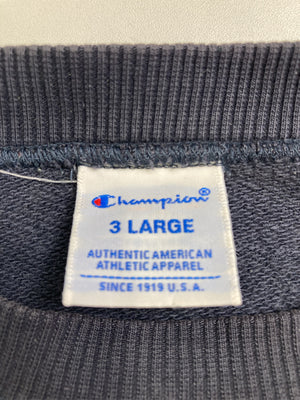 Champion®
3 LARGE
AUTHENTIC AMERICAN
ATHLETIC APPAREL
SINCE 1919 U.S.A.